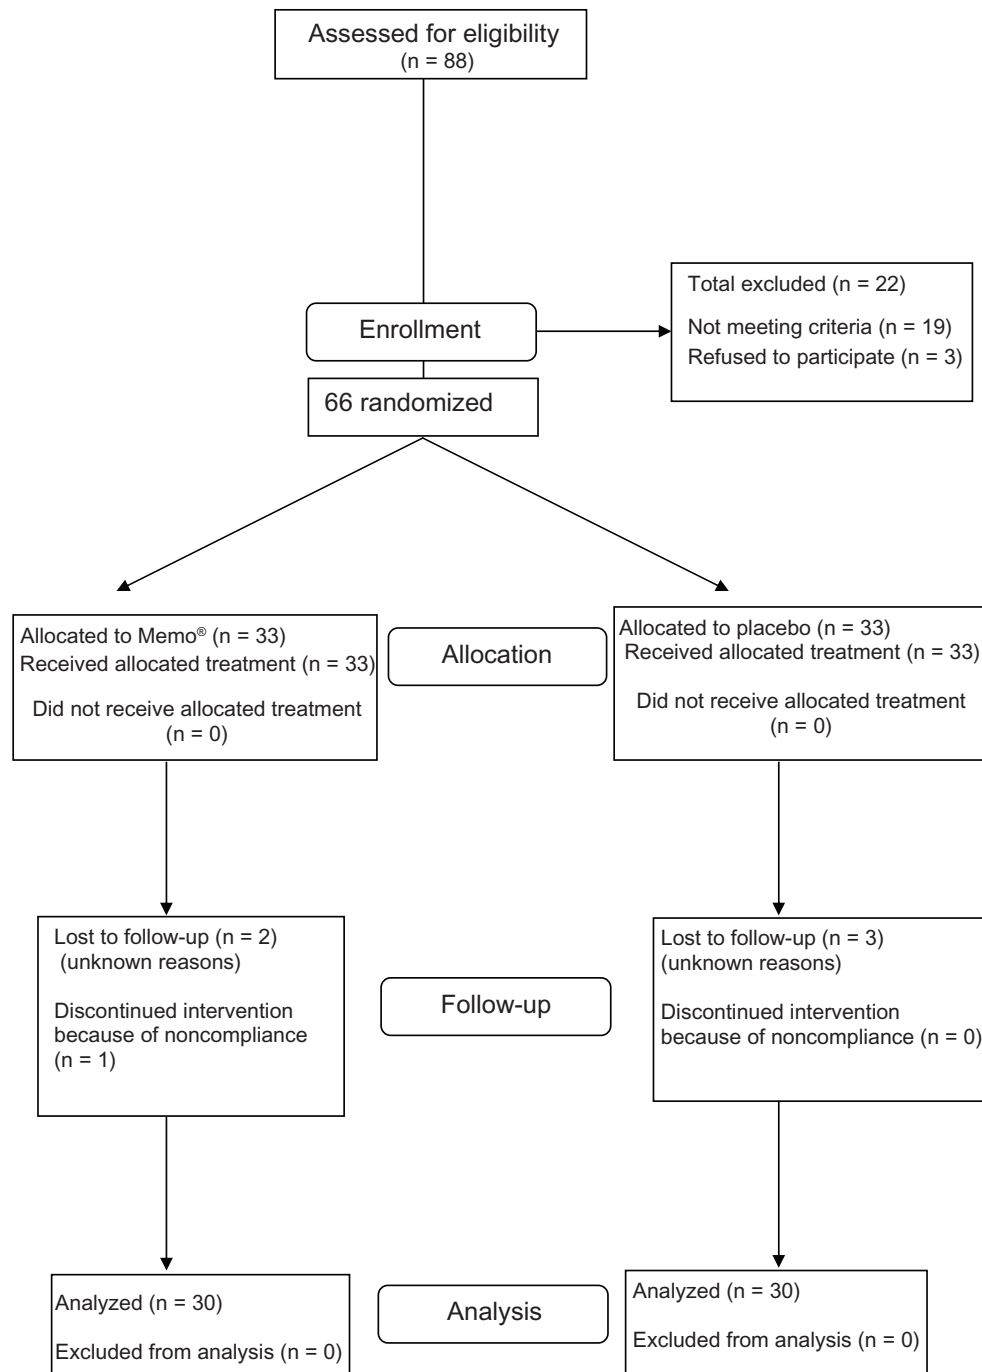 Assessed for eligibility
(n = 88)
Total excluded (n = 22)
Not meeting criteria (n = 19)
Refused to participate (n = 3)
Enrollment
66 randomized
Allocated to Memo® (n = 33)
Received allocated treatment (n = 33)
Did not receive allocated treatment
(n = 0)
Allocation
Allocated to placebo (n = 33)
Received allocated treatment (n = 33)
Did not receive allocated treatment
(n = 0)
Lost to follow-up (n = 2)
(unknown reasons)
Discontinued intervention
because of noncompliance
(n = 1)
Follow-up
Lost to follow-up (n = 3)
(unknown reasons)
Discontinued intervention
because of noncompliance (n = 0)
Analyzed (n = 30)
Excluded from analysis (n = 0)
Analysis
Analyzed (n = 30)
Excluded from analysis (n = 0)